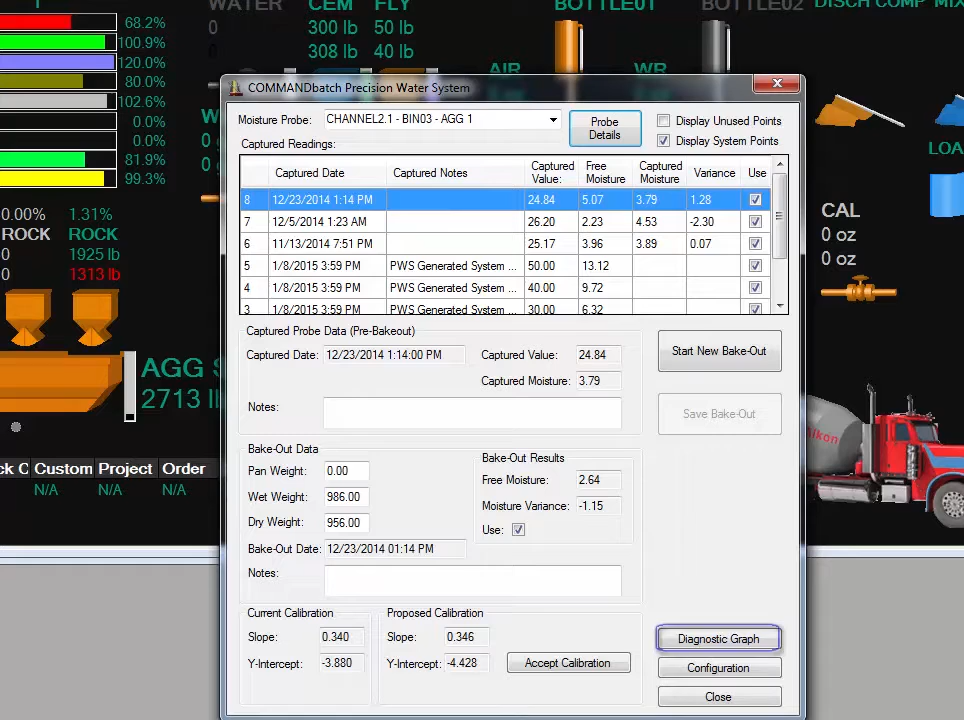 WATER CEM FLY BOTTLE01 BOTTLE02 DISCH COMP MIX
68.2%
0 300 lb 50 lb
100.9%
0 308 lb 40 lb
120.0%
AIR WR
80.0%
COMMANDbatch Precision Water System
102.6%
Moisture Probe: CHANNEL2.1 - BIN03 - AGG 1 Probe Details Display Unused Points
0.0%
Display System Points
0.0%
Captured Readings:
81.9%
0
99.3%
Captured Date Captured Notes Captured Value: Free Moisture Captured Moisture Variance Use
8 12/23/2014 1:14 PM 24.84 5.07 3.79 1.28
7 12/5/2014 1:23 AM 26.20 2.23 4.53 -2.30
6 11/13/2014 7:51 PM 25.17 3.96 3.89 0.07
5 1/8/2015 3:59 PM PWS Generated System ... 50.00 13.12
4 1/8/2015 3:59 PM PWS Generated System ... 40.00 9.72
3 1/8/2015 3:59 PM PWS Generated System ... 30.00 6.32
0.00% 1.31%
ROCK ROCK
0 1925 lb
0 1313 lb
LOA
CAL
0 oz
0 oz
Captured Probe Data (Pre-Bakeout)
Captured Date: 12/23/2014 1:14:00 PM Captured Value: 24.84
Start New Bake-Out
Captured Moisture: 3.79
AGG S
2713 lb
Notes:
Save Bake-Out
Bake-Out Data
Pan Weight: 0.00
Wet Weight: 986.00
Dry Weight: 956.00
Bake-Out Results
Free Moisture: 2.64
Moisture Variance: -1.15
Use:
Bake-Out Date: 12/23/2014 01:14 PM
Notes:
ck C Custom Project Order
N/A N/A N/A
ikon
Current Calibration
Slope: 0.340
Y-Intercept: -3.880
Proposed Calibration
Slope: 0.346
Y-Intercept: -4.428
Accept Calibration
Diagnostic Graph
Configuration
Close